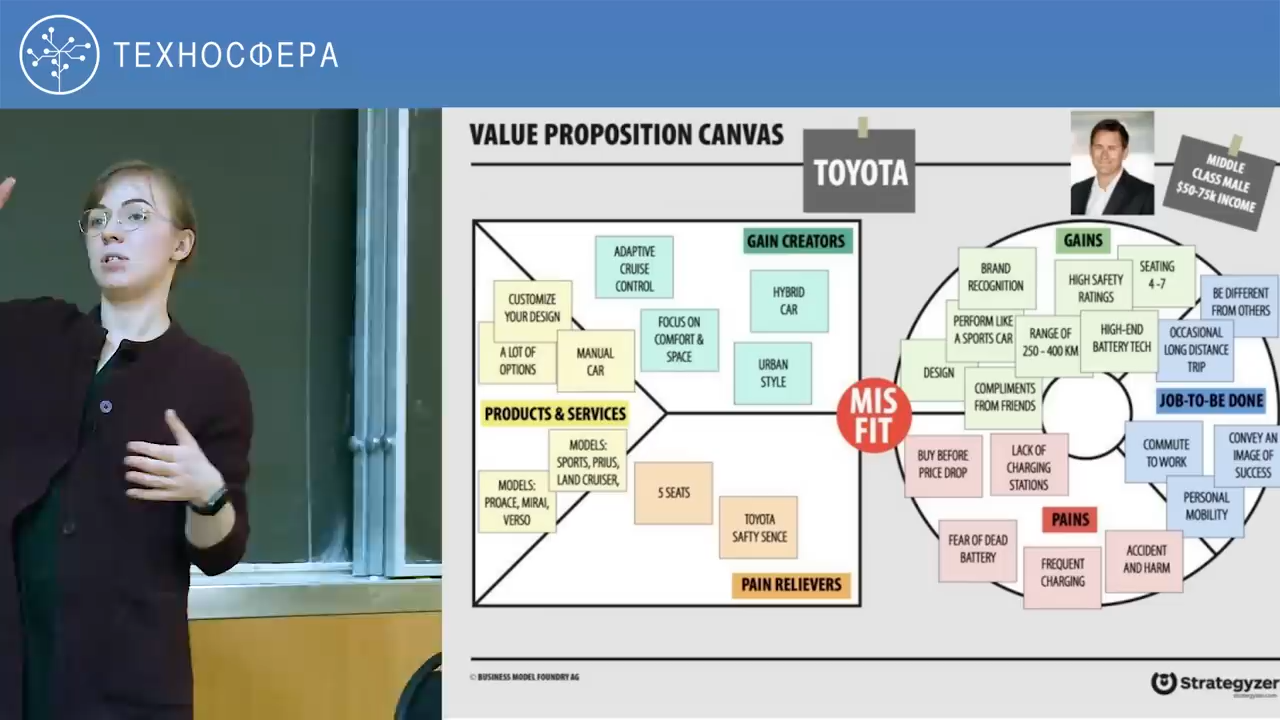 ТЕХНОСФЕРА
VALUE PROPOSITION CANVAS
TOYOTA
MIDDLE
CLASS MALE
$50-75k INCOME
GAIN CREATORS
ADAPTIVE
CRUISE
CONTROL
HYBRID
CAR
CUSTOMIZE
YOUR DESIGN
FOCUS ON
COMFORT &
SPACE
A LOT OF
OPTIONS
MANUAL
CAR
URBAN
STYLE
PRODUCTS & SERVICES
MODELS:
SPORTS, PRIUS,
LAND CRUISER,
MODELS:
PROACE, MIRAI,
VERSO
5 SEATS
TOYOTA
SAFTY SENCE
PAIN RELIEVERS
MIS
FIT
GAINS
BRAND
RECOGNITION
HIGH SAFETY
RATINGS
SEATING
4 -7
BE DIFFERENT
FROM OTHERS
PERFORM LIKE
A SPORTS CAR
RANGE OF
250 – 400 KM
HIGH-END
BATTERY TECH
OCCASIONAL
LONG DISTANCE
TRIP
DESIGN
COMPLIMENTS
FROM FRIENDS
JOB-TO-BE DONE
BUY BEFORE
PRICE DROP
LACK OF
CHARGING
STATIONS
COMMUTE
TO WORK
CONVEY AN
IMAGE OF
SUCCESS
PERSONAL
MOBILITY
PAINS
FEAR OF DEAD
BATTERY
FREQUENT
CHARGING
ACCIDENT
AND HARM
© BUSINESS MODEL FOUNDRY AG
Strategyzer
strategyzer.com